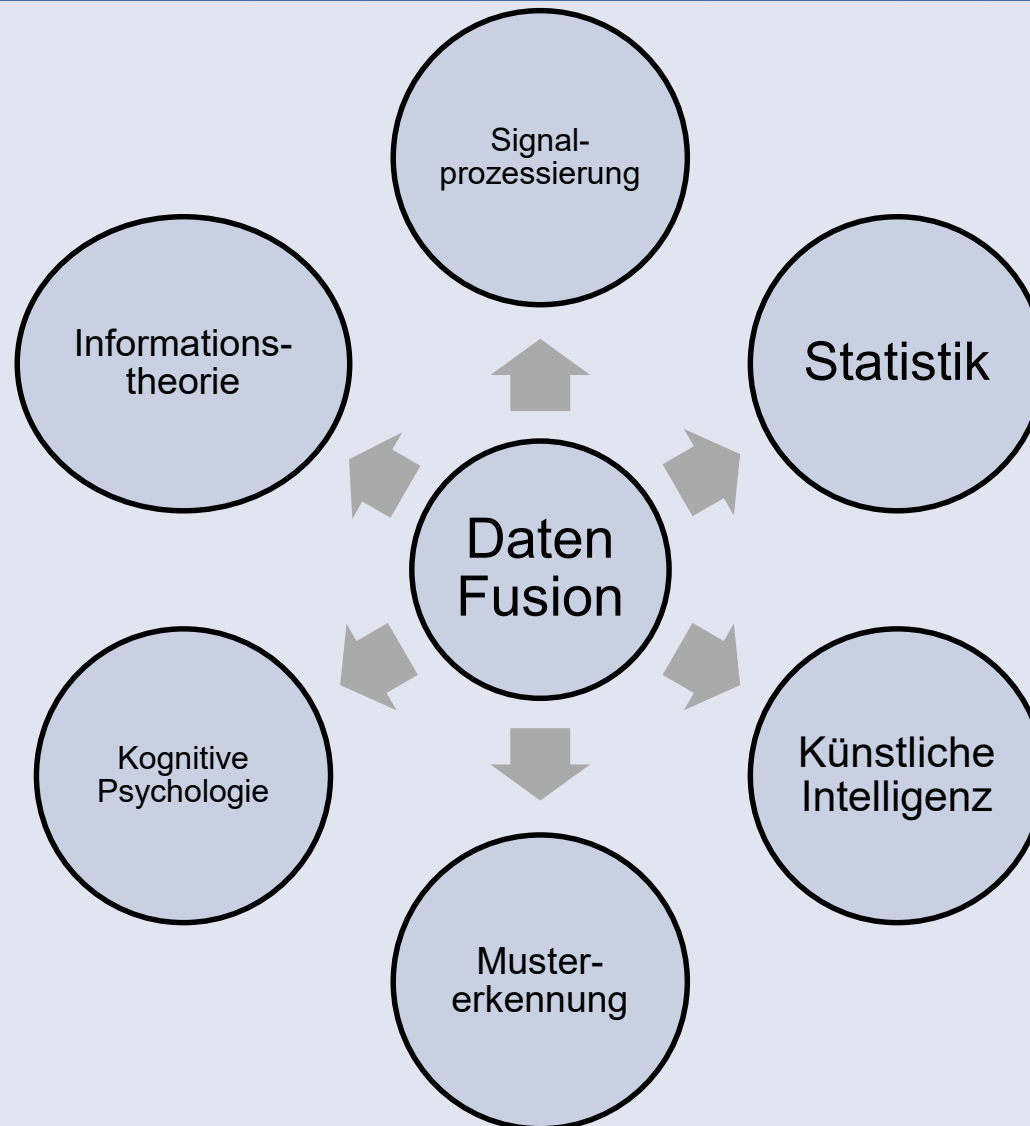 Signal-
prozessierung
Informations-
theorie
Statistik
Daten
Fusion
Kognitive
Psychologie
Künstliche
Intelligenz
Muster-
erkennung